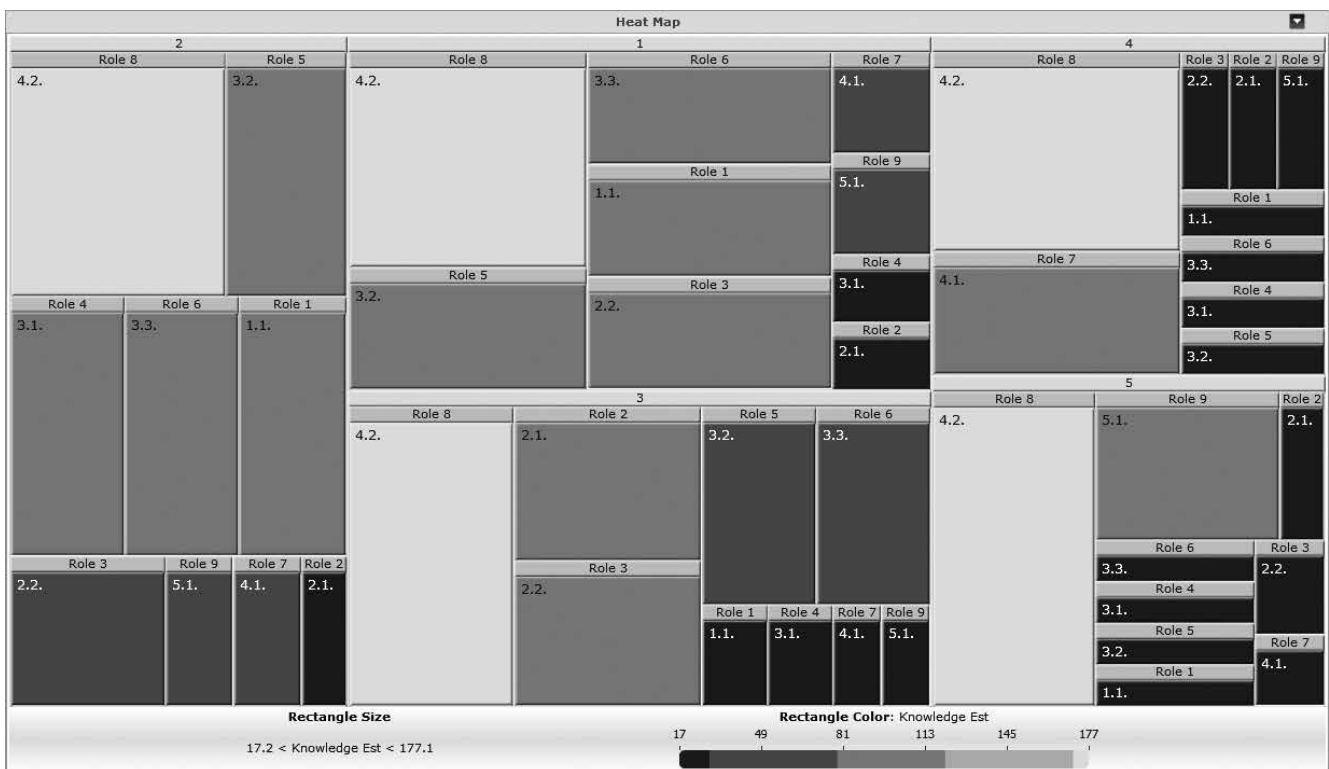 Heat Map
2 1 4
Role 8 Role 5 Role 8 Role 6 Role 7 Role 8 Role 3 Role 2 Role 9
4.2. 3.2. 4.2. 3.3. 4.1. 4.2. 2.2. 2.1. 5.1.
Role 9
Role 1
5.1.
1.1.
Role 1
1.1.
Role 6
Role 7
3.3.
4.1.
Role 4
3.1.
Role 5
3.2.
Role 3
2.2.
Role 4
3.1.
Role 2
2.1.
Role 5
3.2.
Role 4 Role 6 Role 1
3.1. 3.3. 1.1.
Role 3 Role 9 Role 7 Role 2
2.2. 5.1. 4.1. 2.1.
3
Role 8 Role 2 Role 5 Role 6
4.2. 2.1. 3.2. 3.3.
Role 3
2.2.
Role 1 Role 4 Role 7 Role 9
1.1. 3.1. 4.1. 5.1.
5
Role 8 Role 9 Role 2
4.2. 5.1. 2.1.
Role 6 Role 3
3.3. 2.2.
Role 4
3.1.
Role 5
3.2.
Role 7
4.1.
Role 1
1.1.
Rectangle Size
17.2 < Knowledge Est < 177.1
Rectangle Color: Knowledge Est
17 49 81 113 145 177